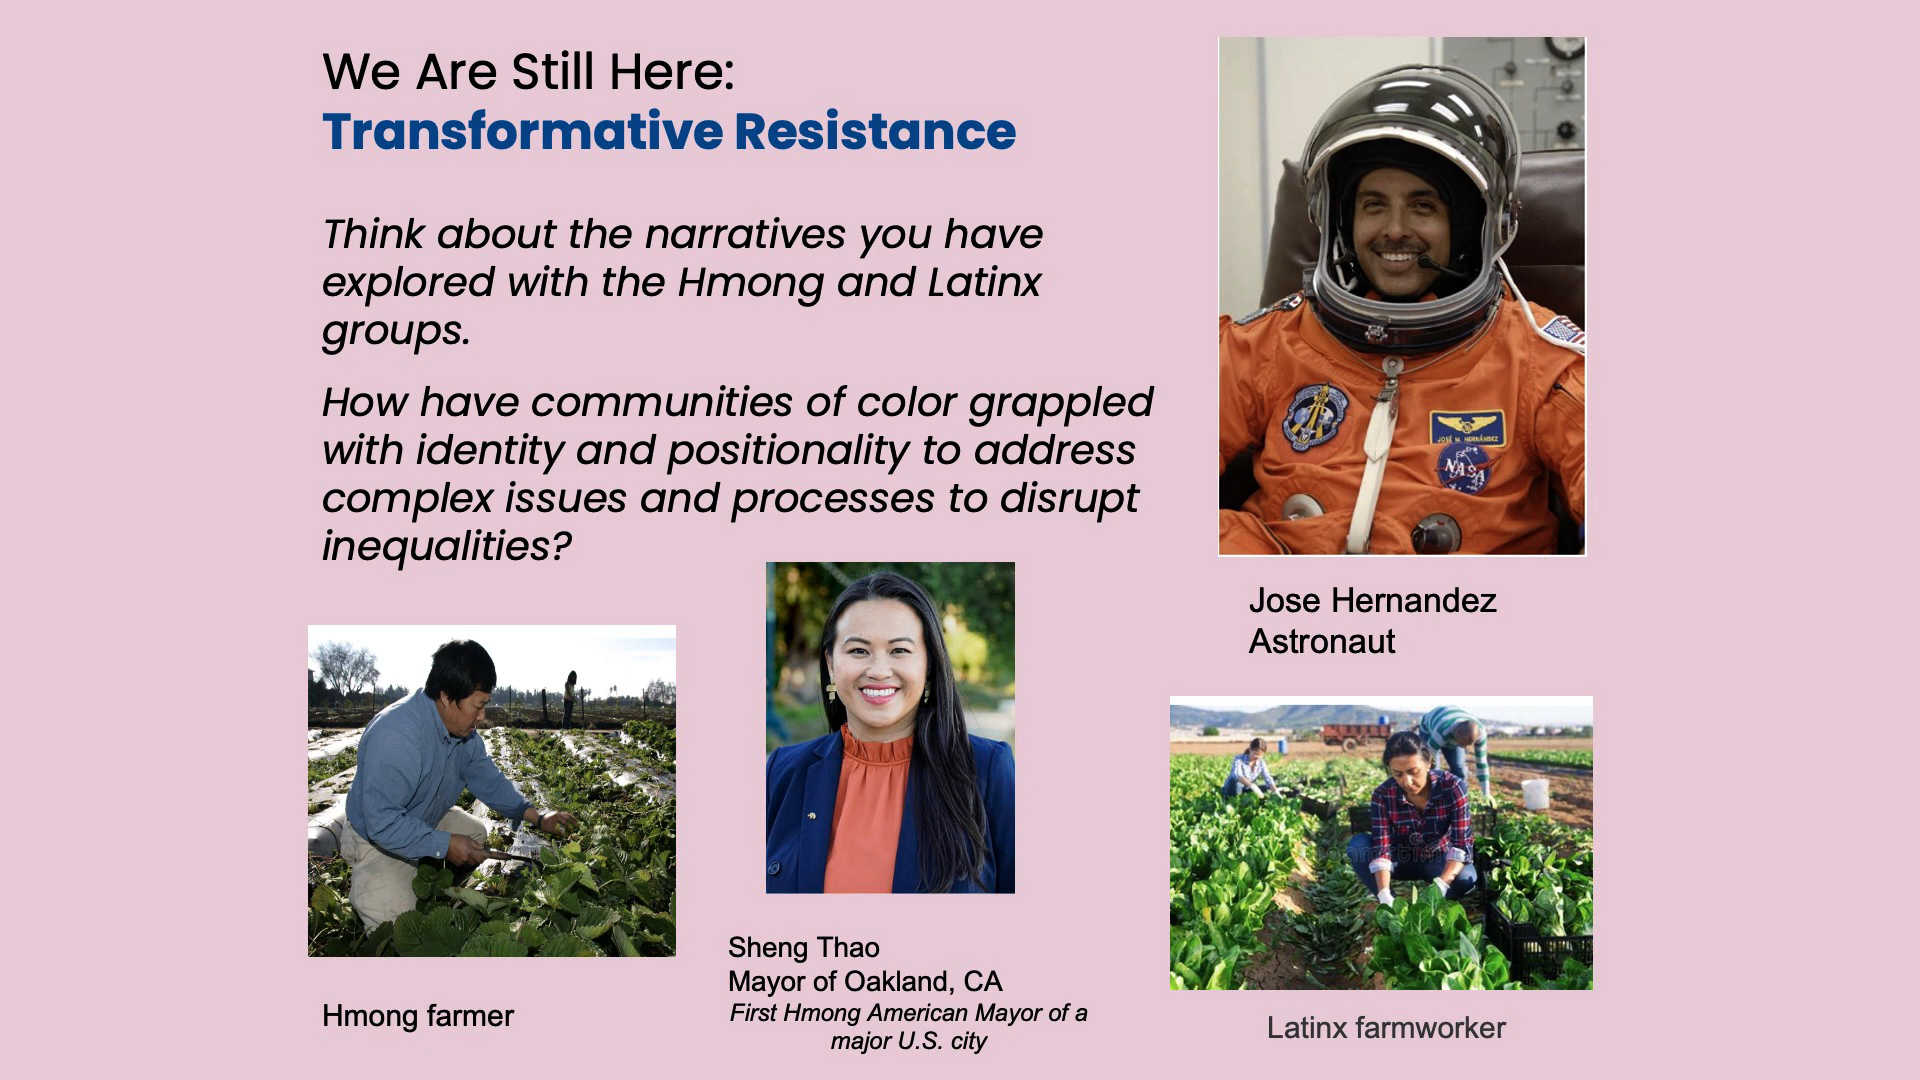 We Are Still Here:
Transformative Resistance
Think about the narratives you have
explored with the Hmong and Latinx
groups.
How have communities of color grappled
with identity and positionality to address
complex issues and processes to disrupt
inequalities?
JOSÉ M. HERNÁNDEZ
NASA
Jose Hernandez
Astronaut
Hmong farmer
Sheng Thao
Mayor of Oakland, CA
First Hmong American Mayor of a
major U.S. city
Latinx farmworker